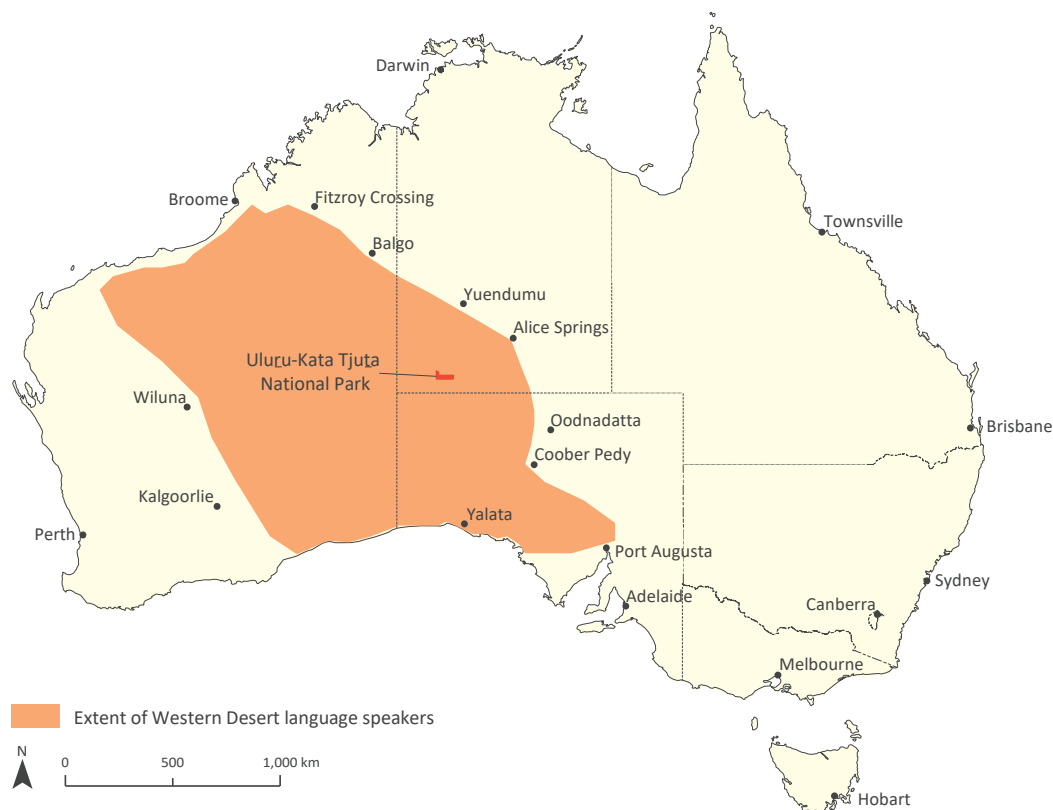 Darwin
Broome
Fitzroy Crossing
Balgo
Townsville
Yuendumu
Alice Springs
Uluṟu-Kata Tjuṯa
National Park
Wiluna
Oodnadatta
Brisbane
Coober Pedy
Kalgoorlie
Yalata
Perth
Port Augusta
Sydney
Adelaide
Canberra
Melbourne
Extent of Western Desert language speakers
N
0 500 1,000 km
Hobart